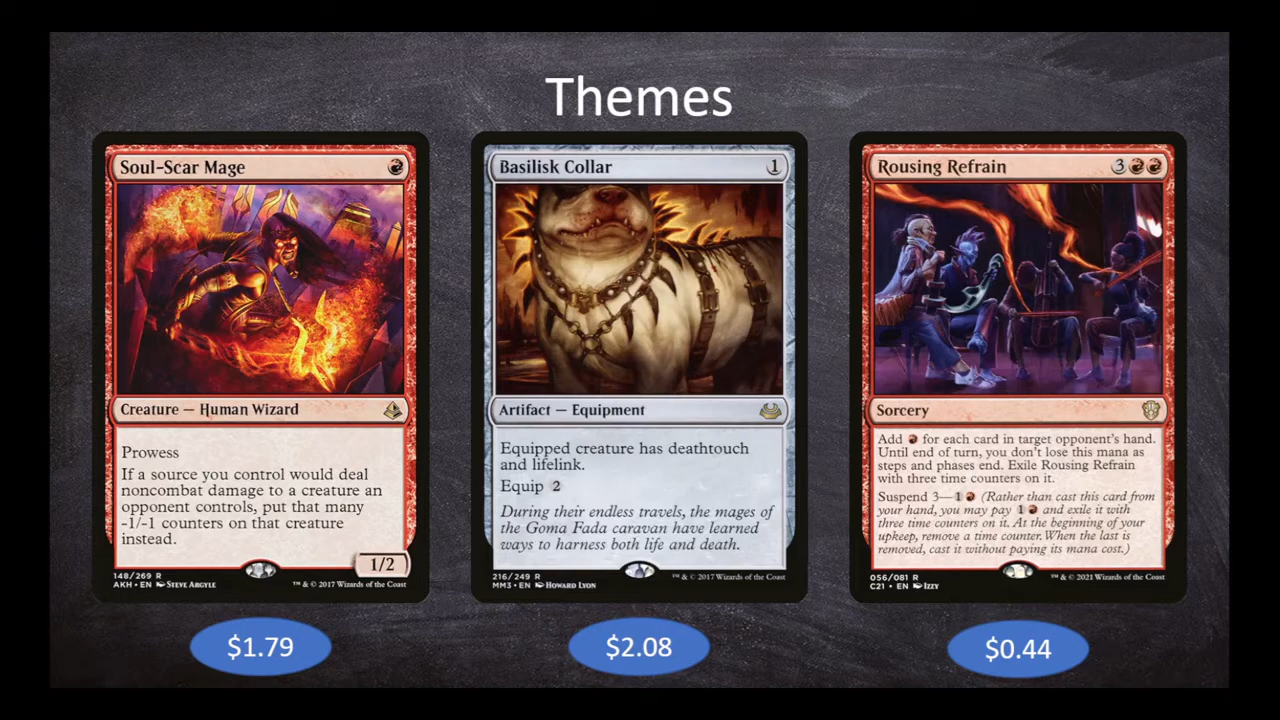 Themes
Soul-Scar Mage
Creature — Human Wizard
Prowess
If a source you control would deal
noncombat damage to a creature an
opponent controls, put that many
-1/-1 counters on that creature
instead.
1/2
148/269 R
AKH • EN STEVE ARGYLE
™ & © 2017 Wizards of the Coast
$1.79
Basilisk Collar 1
Artifact — Equipment
Equipped creature has deathtouch
and lifelink.
Equip 2
During their endless travels, the mages of
the Goma Fada caravan have learned
ways to harness both life and death.
216/249 R
MM3 • EN HOWARD LYON
™ & © 2017 Wizards of the Coast
$2.08
Rousing Refrain 3
Sorcery
Add for each card in target opponent's hand.
Until end of turn, you don't lose this mana as
steps and phases end. Exile Rousing Refrain
with three time counters on it.
Suspend 3—1 (Rather than cast this card from
your hand, you may pay 1 and exile it with
three time counters on it. At the beginning of your
upkeep, remove a time counter. When the last is
removed, cast it without paying its mana cost.)
056/081 R
C21 • EN IZZY
™ & © 2021 Wizards of the Coast
$0.44